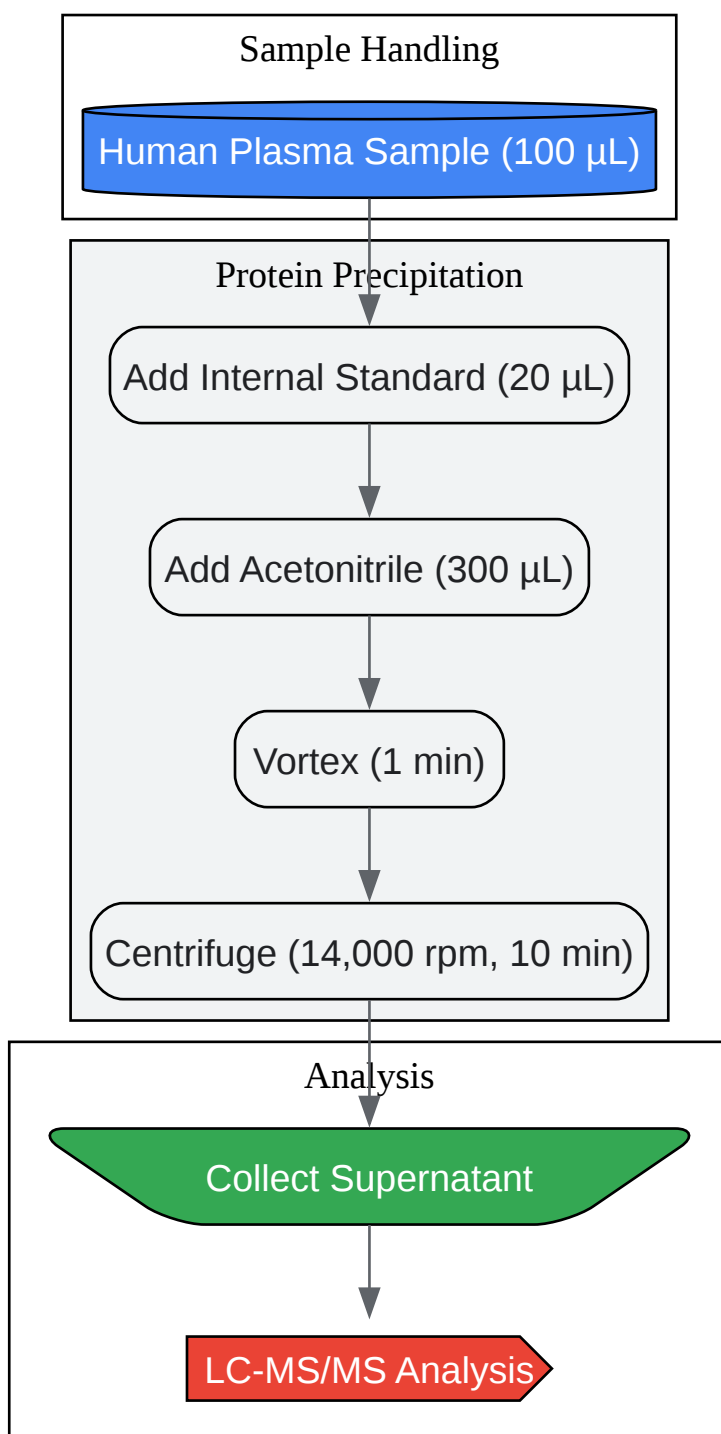 Sample Handling
Human Plasma Sample (100 µL)
Protein Precipitation
Add Internal Standard (20 µL)
Add Acetonitrile (300 µL)
Vortex (1 min)
Centrifuge (14,000 rpm, 10 min)
Analysis
Collect Supernatant
LC-MS/MS Analysis